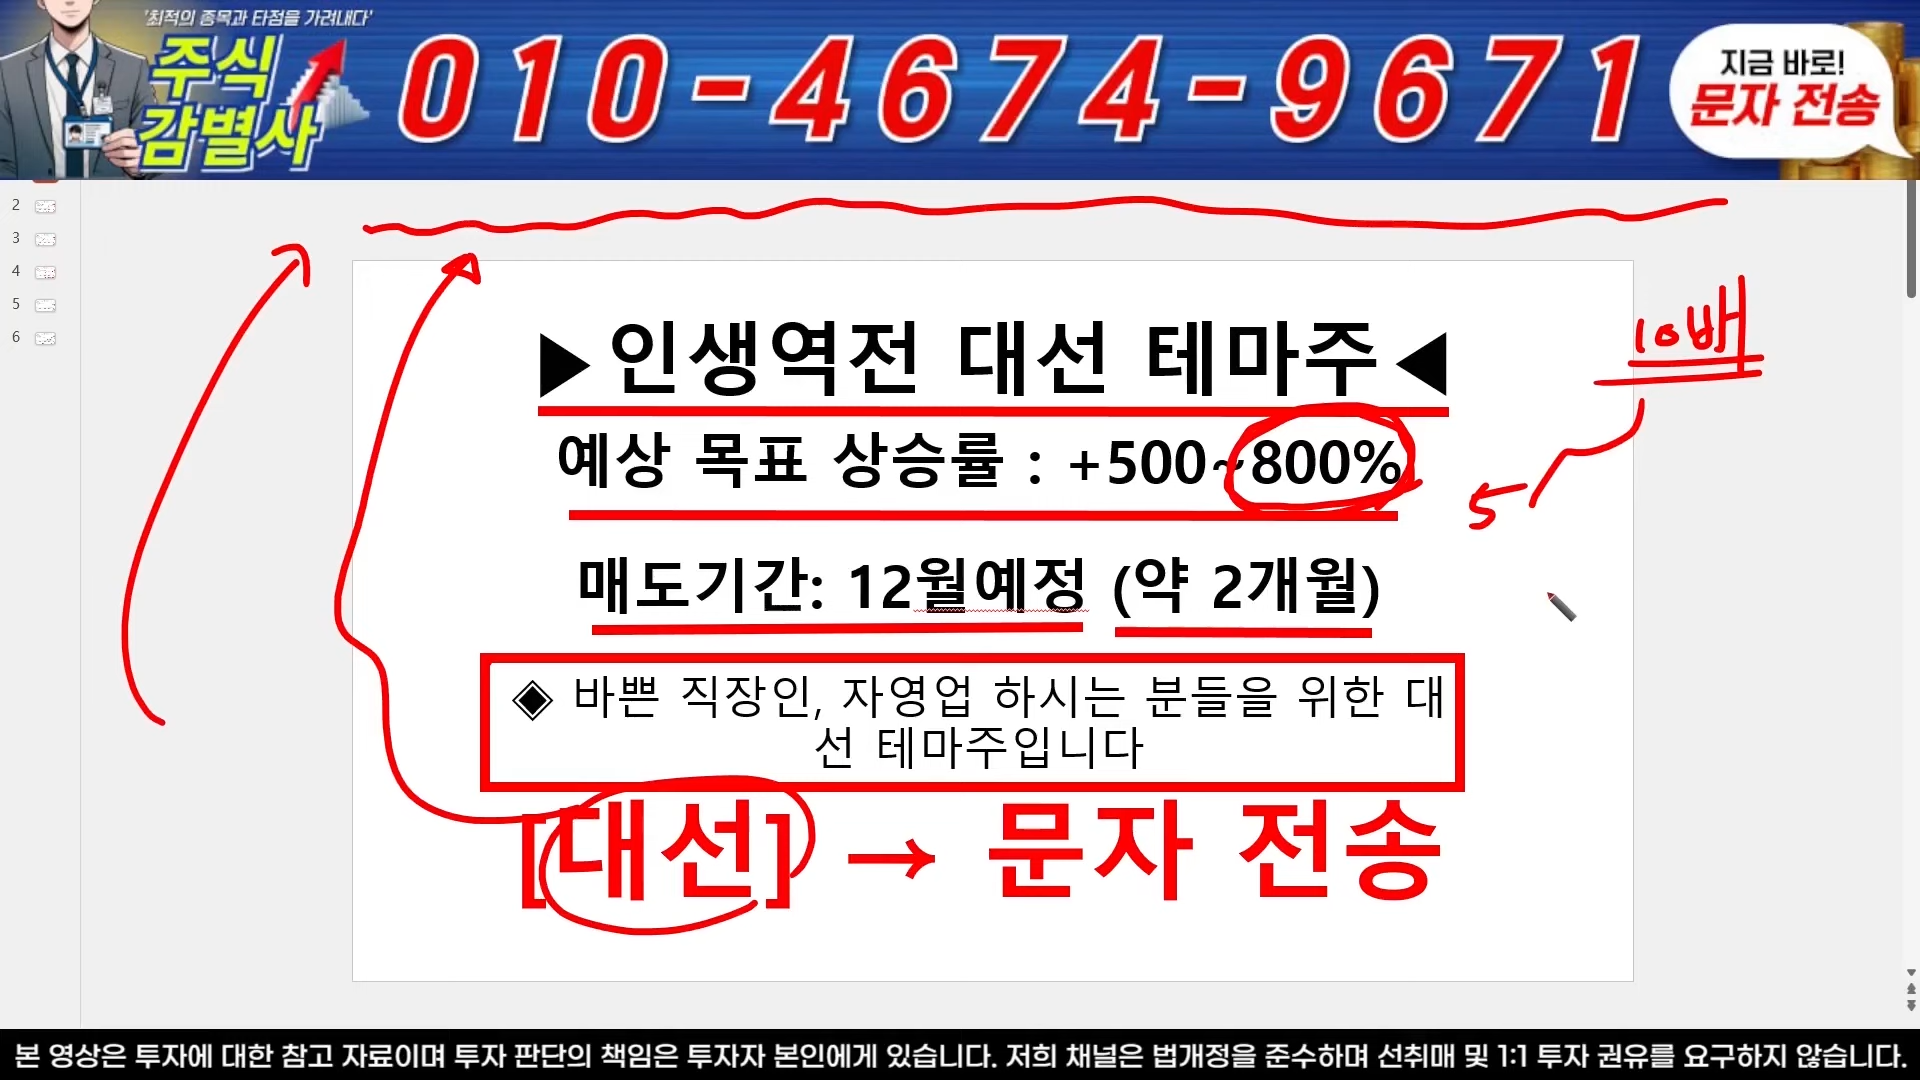 '최적의 종목과 타점을 가려내다'
주식
감별사
010-4674-9671
지금 바로!
문자 전송
2
3
4
5
6
▶인생역전 대선 테마주◀
10배
예상 목표 상승률 : +500~800%
5
매도기간: 12월예정 (약 2개월)
◈ 바쁜 직장인, 자영업 하시는 분들을 위한 대
선 테마주입니다
[대선] → 문자 전송
본 영상은 투자에 대한 참고 자료이며 투자 판단의 책임은 투자자 본인에게 있습니다. 저희 채널은 법개정을 준수하며 선취매 및 1:1 투자 권유를 요구하지 않습니다.